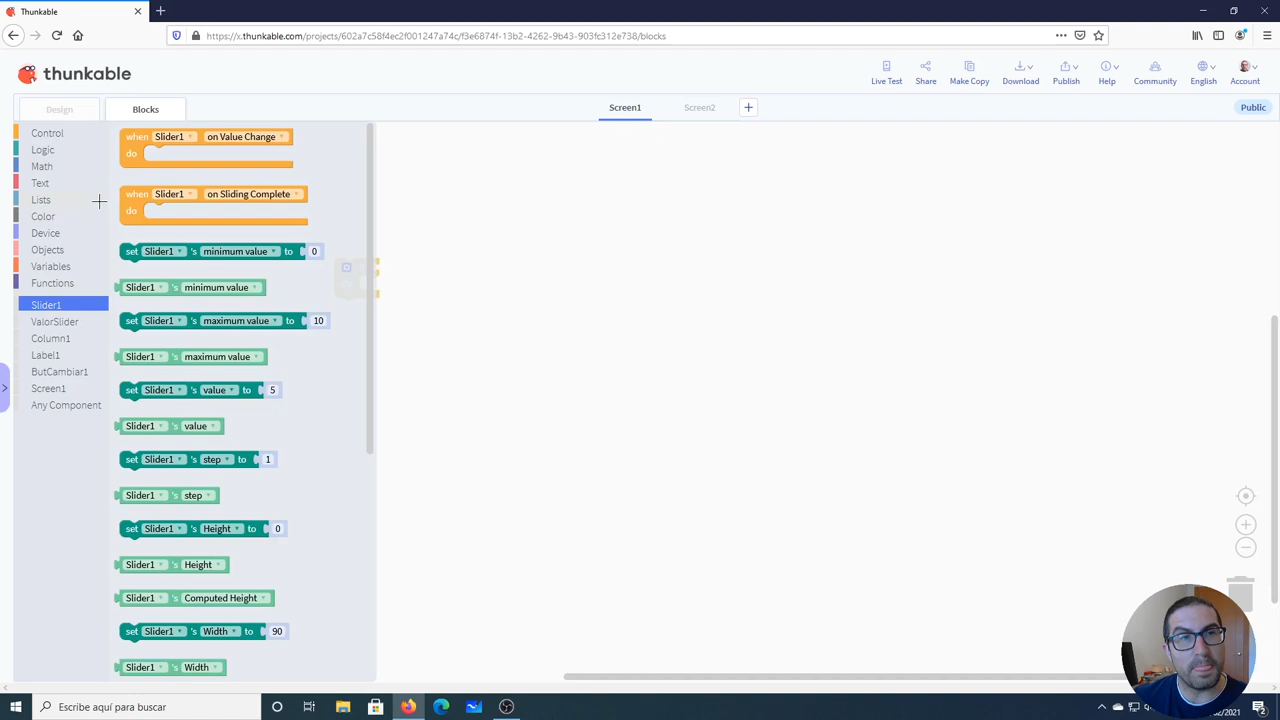 Thunkable
https://x.thunkable.com/projects/602a7c58f4ec2f001247a74c/f3e6874f-13b2-4262-9b43-903fc312e738/blocks
thunkable
Live Test Share Make Copy Download Publish Help Community English Account
Design Blocks Screen1 Screen2 Public
Control
Logic
Math
Text
Lists
Color
Device
Objects
Variables
Functions
Slider1
ValorSlider
Column1
Label1
ButCambiar1
Screen1
Any Component
when Slider1 on Value Change
do
when Slider1 on Sliding Complete
do
set Slider1 's minimum value to 0
Slider1 's minimum value
set Slider1 's maximum value to 10
Slider1 's maximum value
set Slider1 's value to 5
Slider1 's value
set Slider1 's step to 1
Slider1 's step
set Slider1 's Height to 0
Slider1 's Height
Slider1 's Computed Height
set Slider1 's Width to 90
Slider1 's Width
Escribe aquí para buscar
2/2021
2